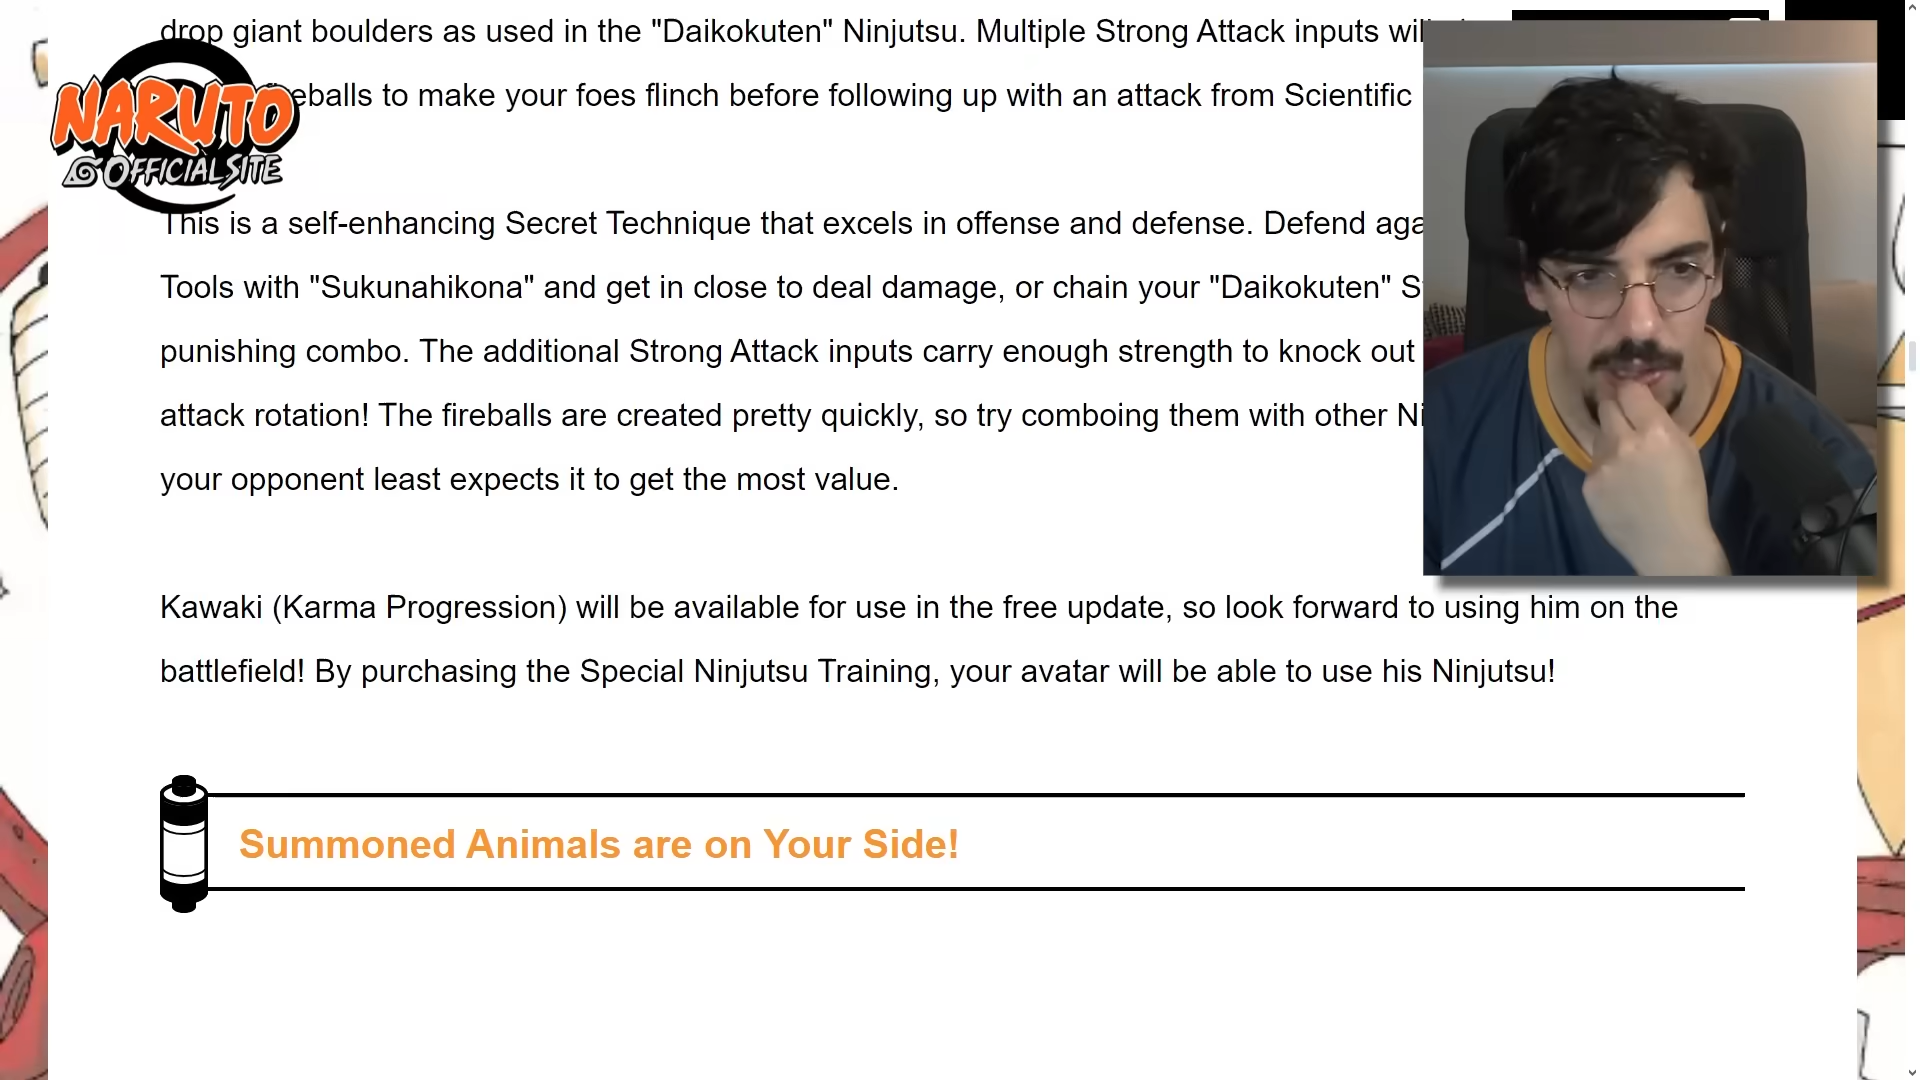 drop giant boulders as used in the "Daikokuten" Ninjutsu. Multiple Strong Attack inputs
NARUTO
OFFICIAL SITE
to make your foes flinch before following up with an attack from Scientific
This is a self-enhancing Secret Technique that excels in offense and defense. Defend
Tools with "Sukunahikona" and get in close to deal damage, or chain your "Daikokuten"
punishing combo. The additional Strong Attack inputs carry enough strength to knock out
attack rotation! The fireballs are created pretty quickly, so try comboing them with other
your opponent least expects it to get the most value.
Kawaki (Karma Progression) will be available for use in the free update, so look forward to using him on the
battlefield! By purchasing the Special Ninjutsu Training, your avatar will be able to use his Ninjutsu!
Summoned Animals are on Your Side!